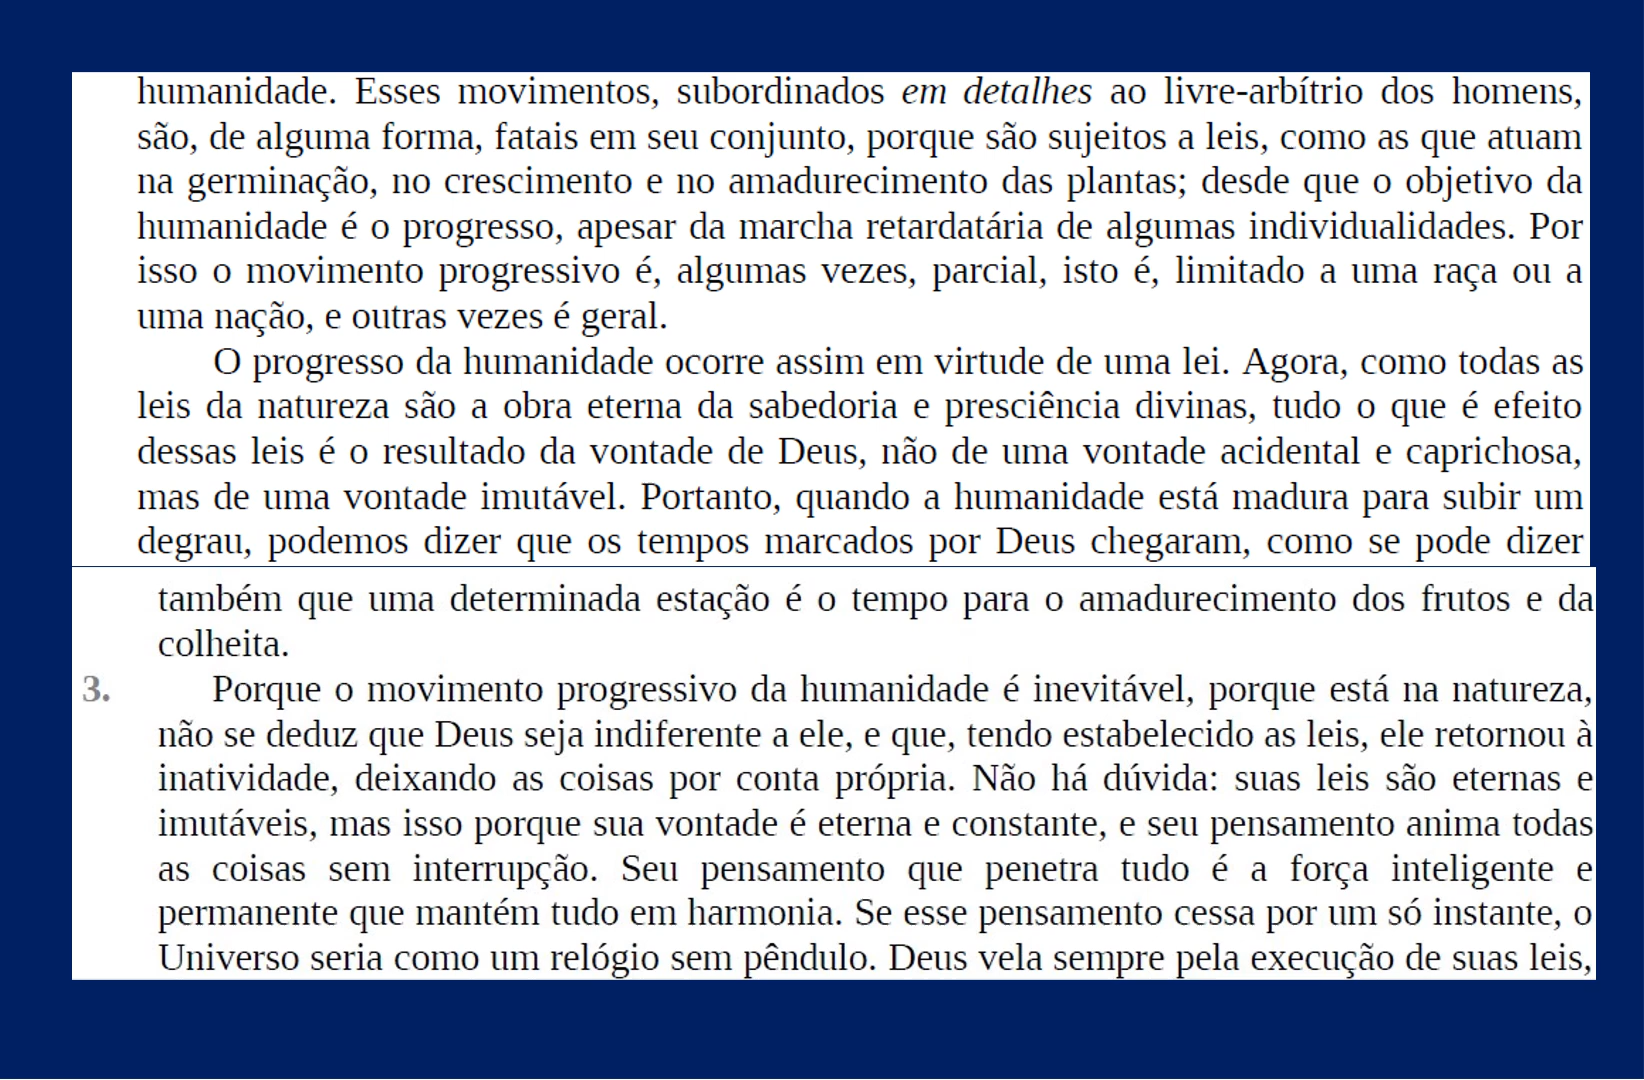 humanidade. Esses movimentos, subordinados em detalhes ao livre-arbítrio dos homens,
são, de alguma forma, fatais em seu conjunto, porque são sujeitos a leis, como as que atuam
na germinação, no crescimento e no amadurecimento das plantas; desde que o objetivo da
humanidade é o progresso, apesar da marcha retardatária de algumas individualidades. Por
isso o movimento progressivo é, algumas vezes, parcial, isto é, limitado a uma raça ou a
uma nação, e outras vezes é geral.
O progresso da humanidade ocorre assim em virtude de uma lei. Agora, como todas as
leis da natureza são a obra eterna da sabedoria e presciência divinas, tudo o que é efeito
dessas leis é o resultado da vontade de Deus, não de uma vontade acidental e caprichosa,
mas de uma vontade imutável. Portanto, quando a humanidade está madura para subir um
degrau, podemos dizer que os tempos marcados por Deus chegaram, como se pode dizer
também que uma determinada estação é o tempo para o amadurecimento dos frutos e da
colheita.
3. Porque o movimento progressivo da humanidade é inevitável, porque está na natureza,
não se deduz que Deus seja indiferente a ele, e que, tendo estabelecido as leis, ele retornou à
inatividade, deixando as coisas por conta própria. Não há dúvida: suas leis são eternas e
imutáveis, mas isso porque sua vontade é eterna e constante, e seu pensamento anima todas
as coisas sem interrupção. Seu pensamento que penetra tudo é a força inteligente e
permanente que mantém tudo em harmonia. Se esse pensamento cessa por um só instante, o
Universo seria como um relógio sem pêndulo. Deus vela sempre pela execução de suas leis,